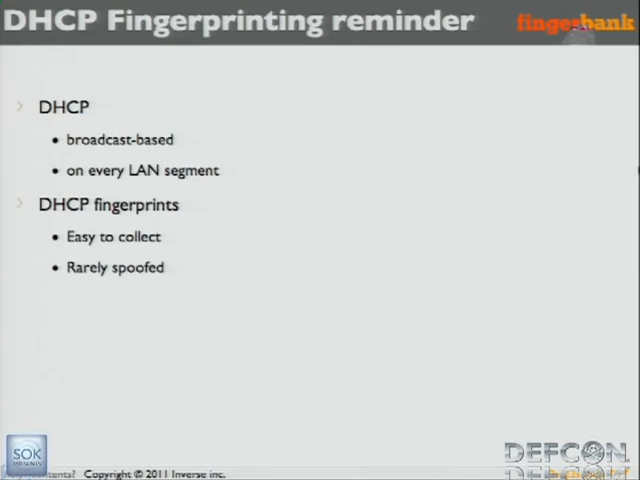 DHCP Fingerprinting reminder
fingerbank
DHCP
• broadcast-based
• on every LAN segment
DHCP fingerprints
• Easy to collect
• Rarely spoofed
SOK
DEFCON
Copyright © 2011 Inverse inc.